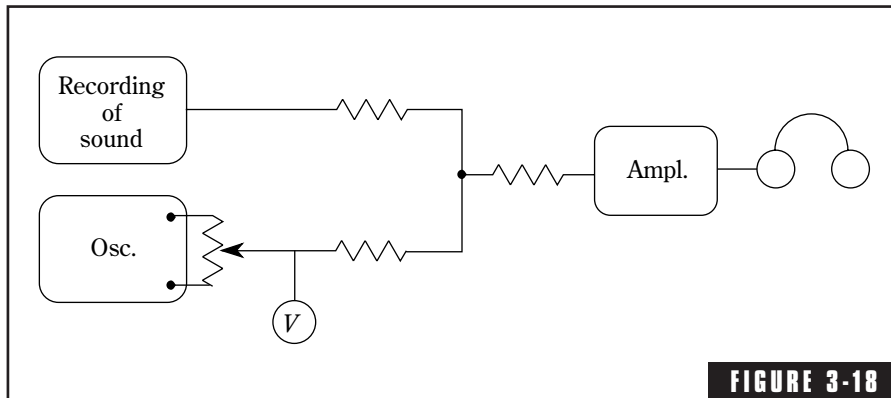 Recording
of
sound
Ampl.
Osc.
V
FIGURE 3-18